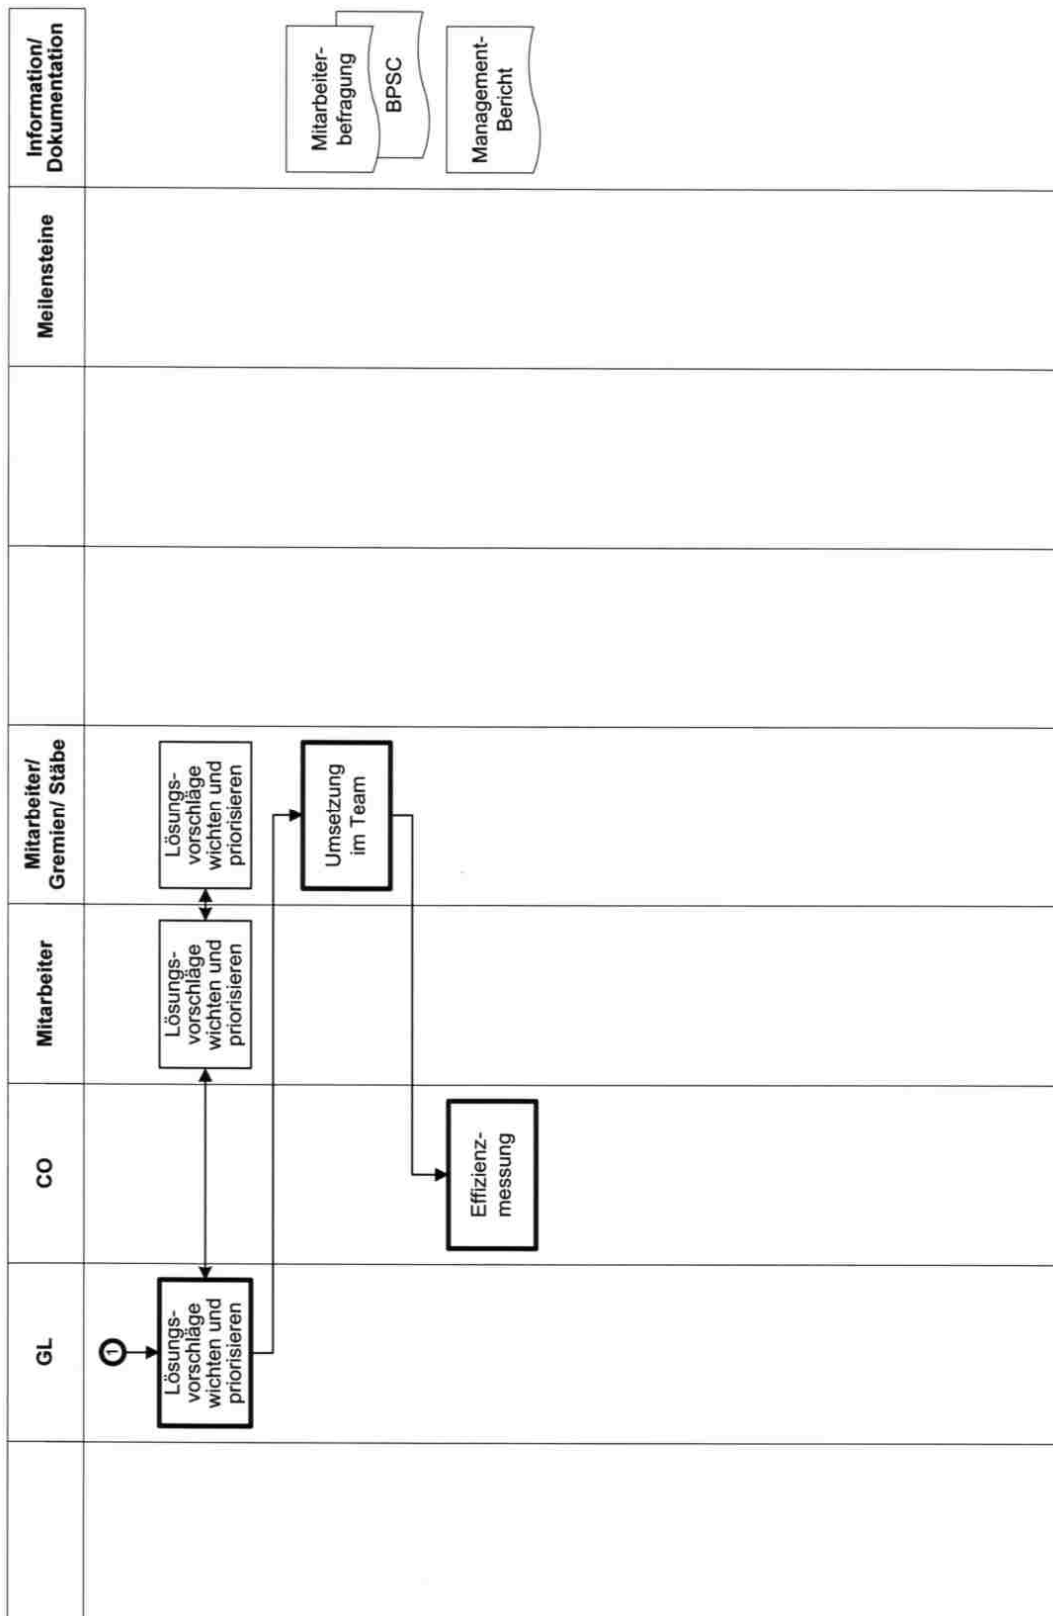 GL
CO
Mitarbeiter
Mitarbeiter/
Gremien/ Stäbe
Meilensteine
Information/
Dokumentation
1
Lösungs-
vorschläge
wichten und
priorisieren
Lösungs-
vorschläge
wichten und
priorisieren
Lösungs-
vorschläge
wichten und
priorisieren
Umsetzung
im Team
Mitarbeiter-
befragung
BPSC
Effizienz-
messung
Management-
Bericht